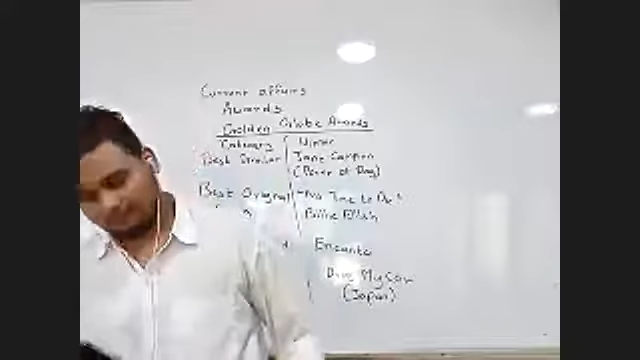 Current affairs
Awards
Golden Globe Awards
Category Winner
Best Director Jane Campion
(Power of Dog)
Best Original "No Time to Die"
Billie Eilish
Encanto
Drive My Car
(Japan)